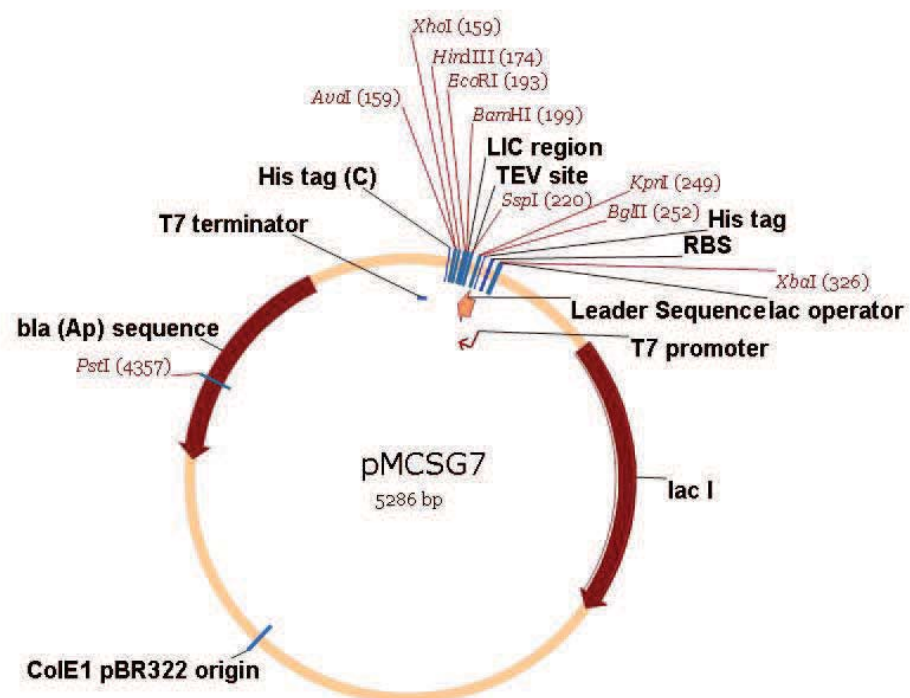 XhoI (159)
HindIII (174)
EcoRI (193)
AvaI (159)
BamHI (199)
LIC region
TEV site
His tag (C)
KpnI (249)
SspI (220)
BglII (252)
His tag
T7 terminator
RBS
XbaI (326)
Leader Sequence
lac operator
bla (Ap) sequence
T7 promoter
PstI (4357)
pMCSG7
5286 bp
lac I
ColE1 pBR322 origin